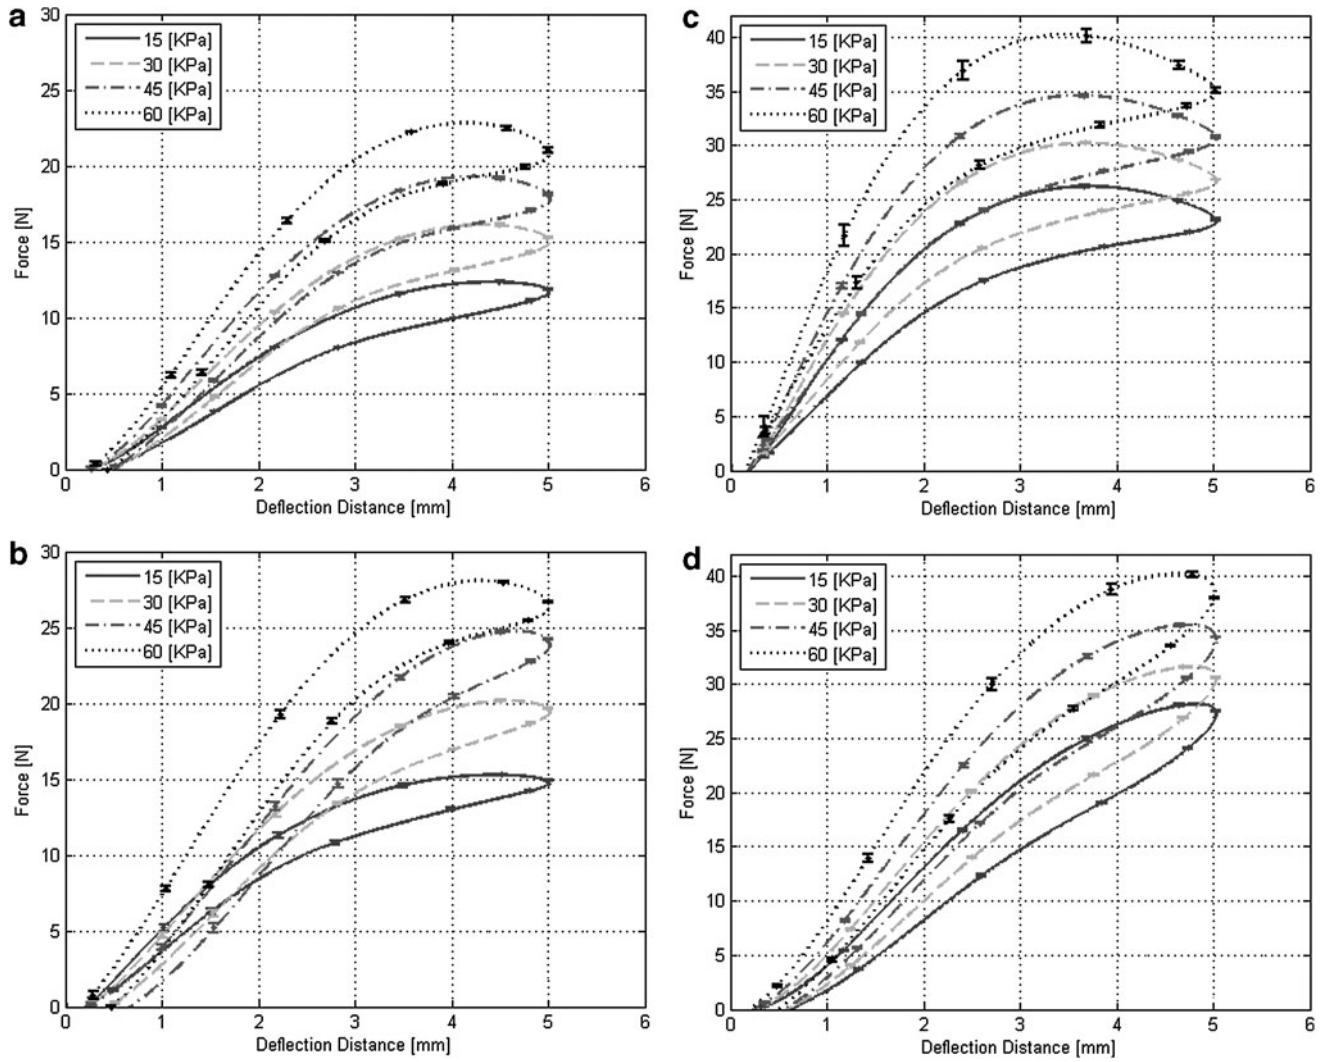 a
30
25
20
15
10
5
0
Force [N]
15 [KPa]
30 [KPa]
45 [KPa]
60 [KPa]
0 1 2 3 4 5 6
Deflection Distance [mm]
b
30
25
20
15
10
5
0
Force [N]
15 [KPa]
30 [KPa]
45 [KPa]
60 [KPa]
0 1 2 3 4 5 6
Deflection Distance [mm]
c
40
35
30
25
20
15
10
5
0
Force [N]
15 [KPa]
30 [KPa]
45 [KPa]
60 [KPa]
0 1 2 3 4 5 6
Deflection Distance [mm]
d
40
35
30
25
20
15
10
5
0
Force [N]
15 [KPa]
30 [KPa]
45 [KPa]
60 [KPa]
0 1 2 3 4 5 6
Deflection Distance [mm]